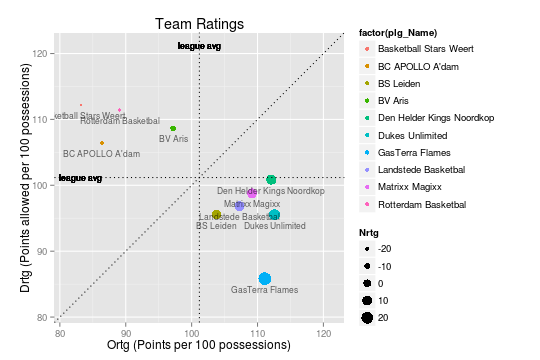 Team Ratings
league avg
factor(plg_Name)
Basketball Stars Weert
BC APOLLO A'dam
BS Leiden
BV Aris
Den Helder Kings Noordkop
Dukes Unlimited
GasTerra Flames
Landstede Basketbal
Matrixx Magixx
Rotterdam Basketbal
Nrtg
-20
-10
0
10
20
Drtg (Points allowed per 100 possessions)
120
110
100
90
80
ketball Stars Weert
Rotterdam Basketbal
BV Aris
BC APOLLO A'dam
league avg
Den Helder Kings Noordkop
Matrixx Magixx
Landstede Basketbal
BS Leiden
Dukes Unlimited
GasTerra Flames
80
90
100
110
120
Ortg (Points per 100 possessions)